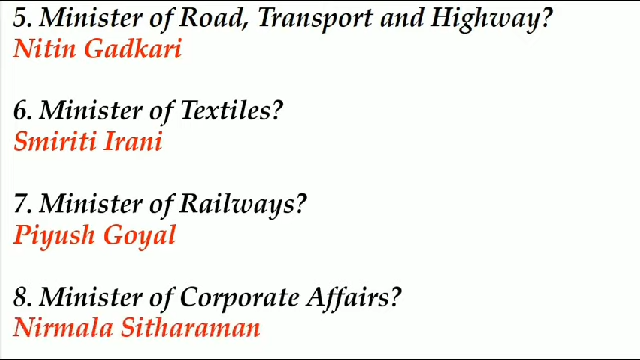 5. Minister of Road, Transport and Highway?
Nitin Gadkari
6. Minister of Textiles?
Smiriti Irani
7. Minister of Railways?
Piyush Goyal
8. Minister of Corporate Affairs?
Nirmala Sitharaman